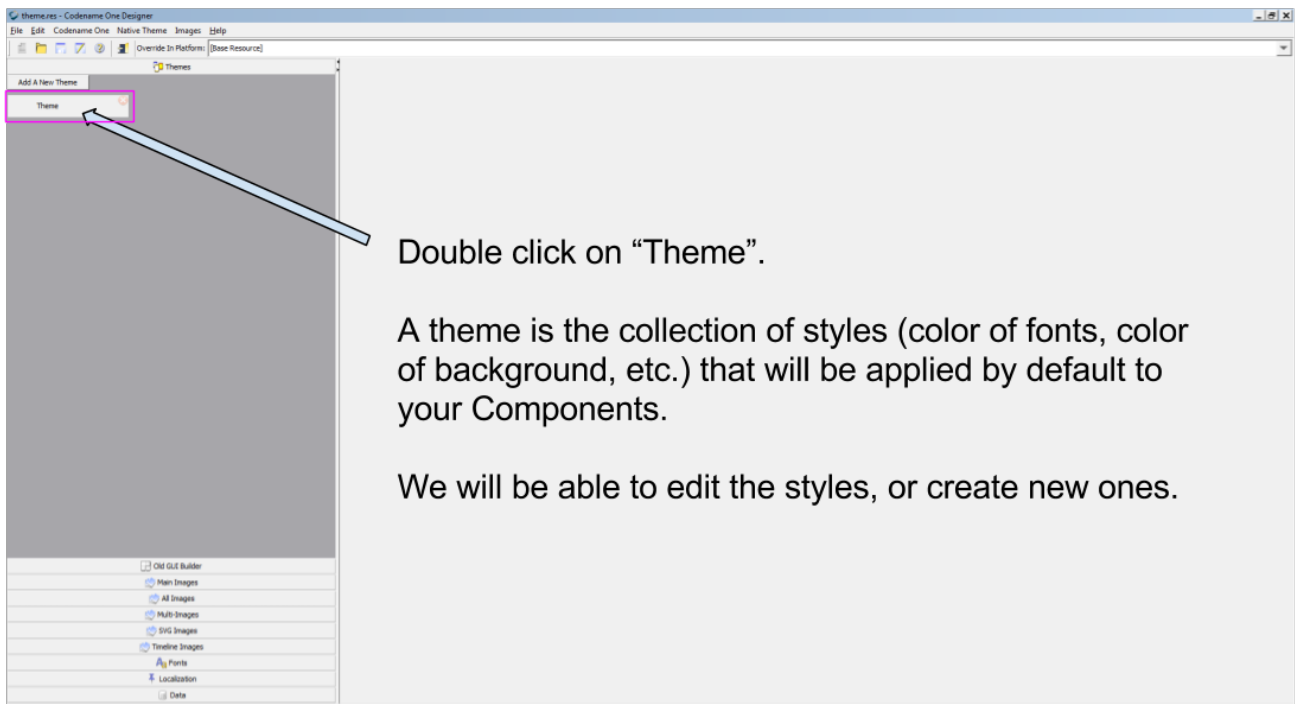 theme.res - Codename One Designer
File Edit Codename One Native Theme Images Help
Override In Platform: [Base Resource]
Themes
Add A New Theme
Theme
Double click on “Theme”.
A theme is the collection of styles (color of fonts, color
of background, etc.) that will be applied by default to
your Components.
We will be able to edit the styles, or create new ones.
Old GUI Builder
Main Images
All Images
Multi-Images
SVG Images
Timeline Images
Fonts
Localization
Data